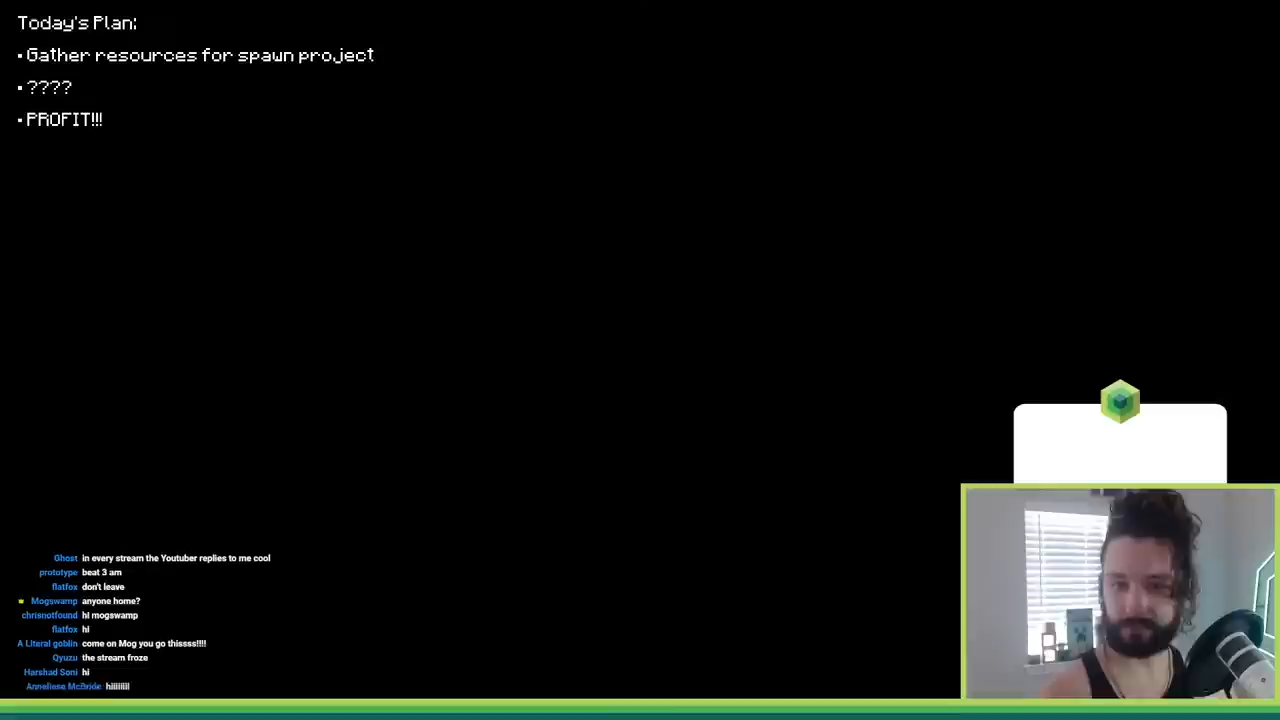 Today's Plan:
▪ Gather resources for spawn project
▪ ????
▪ PROFIT!!!
Ghost in every stream the Youtuber replies to me cool
prototype beat 3 am
flatfox don't leave
Mogswamp anyone home?
chrisnotfound hi mogswamp
flatfox hi
A Literal goblin come on Mog you go thissss!!!!
Qyuzu the stream froze
Harshad Soni hi
Anneliese McBride hiiiiiiii